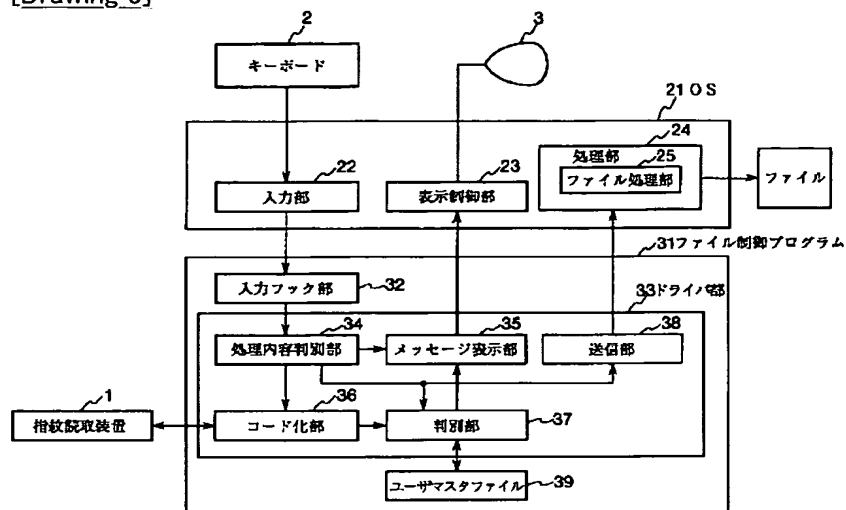 2
キーボード
3
21 OS
22
入力部
23
表示制御部
24
処理部
25
ファイル処理部
ファイル
31ファイル制御プログラム
入力フック部
32
33ドライバ部
34
処理内容判別部
35
メッセージ表示部
38
送信部
1
指紋読取装置
36
コード化部
判別部
37
ユーザマスタファイル
39